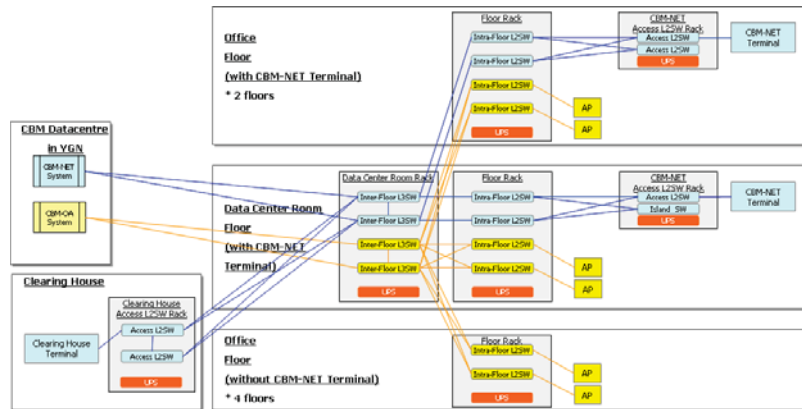 Office
Floor
(with CBM-NET Terminal)
* 2 floors
Floor Rack
Intra-Floor L2SW
Intra-Floor L2SW
Intra-Floor L2SW
Intra-Floor L2SW
UPS
AP
AP
CBM-NET
Access L2SW Rack
Access L2SW
Access L2SW
UPS
CBM-NET
Terminal
CBM Datacentre
in YGN
CBM-NET
System
CBM-OA
System
Data Center Room
Floor
(with CBM-NET
Terminal)
Data Center Room Rack
Inter-Floor L3SW
Inter-Floor L3SW
Inter-Floor L3SW
Inter-Floor L3SW
UPS
Floor Rack
Intra-Floor L2SW
Intra-Floor L2SW
Intra-Floor L2SW
Intra-Floor L2SW
UPS
AP
AP
CBM-NET
Access L2SW Rack
Access L2SW
Island SW
UPS
CBM-NET
Terminal
Clearing House
Clearing House
Access L2SW Rack
Access L2SW
Access L2SW
UPS
Clearing House
Terminal
Office
Floor
(without CBM-NET Terminal)
* 4 floors
Floor Rack
Intra-Floor L2SW
Intra-Floor L2SW
UPS
AP
AP